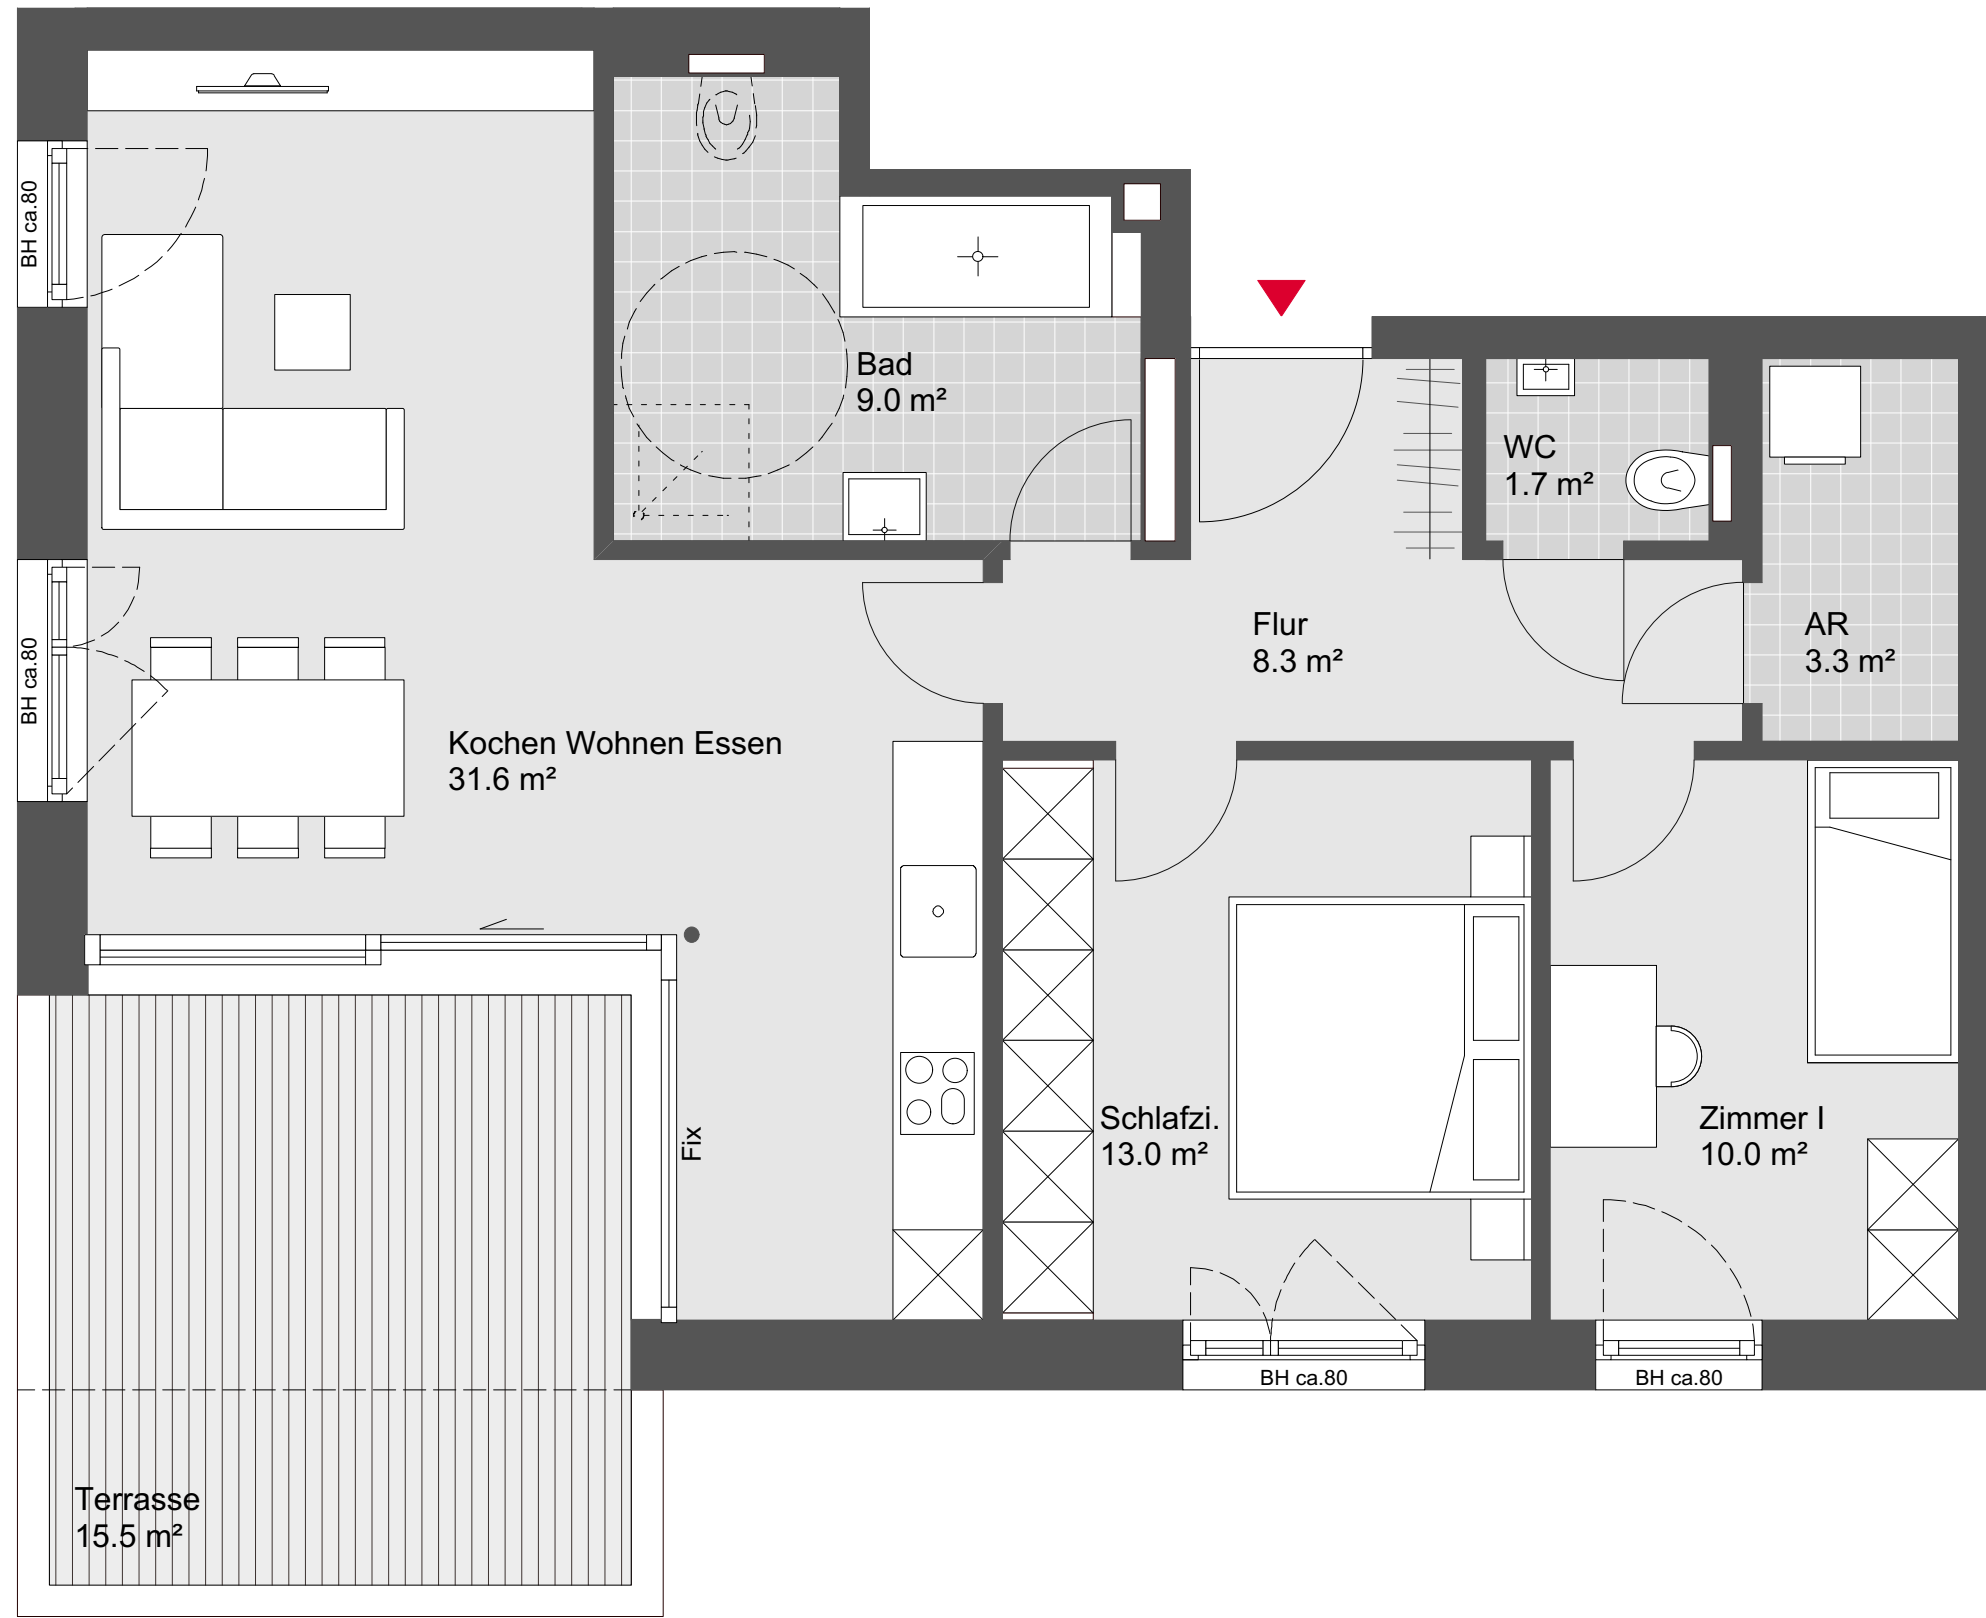 BH ca.80
Bad
9.0 m²
WC
1.7 m²
BH ca.80
Flur
8.3 m²
AR
3.3 m²
Kochen Wohnen Essen
31.6 m²
Fix
Schlafzi.
13.0 m²
Zimmer I
10.0 m²
BH ca.80
BH ca.80
Terrasse
15.5 m²